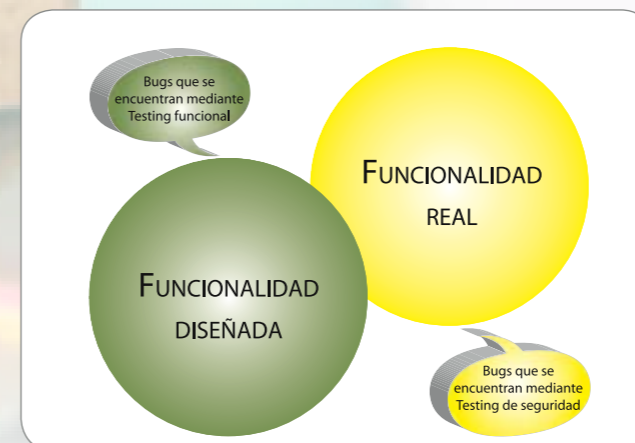 Bugs que se
encuentran mediante
Testing funcional
FUNCIONALIDAD
REAL
FUNCIONALIDAD
DISEÑADA
Bugs que se
encuentran mediante
Testing de seguridad